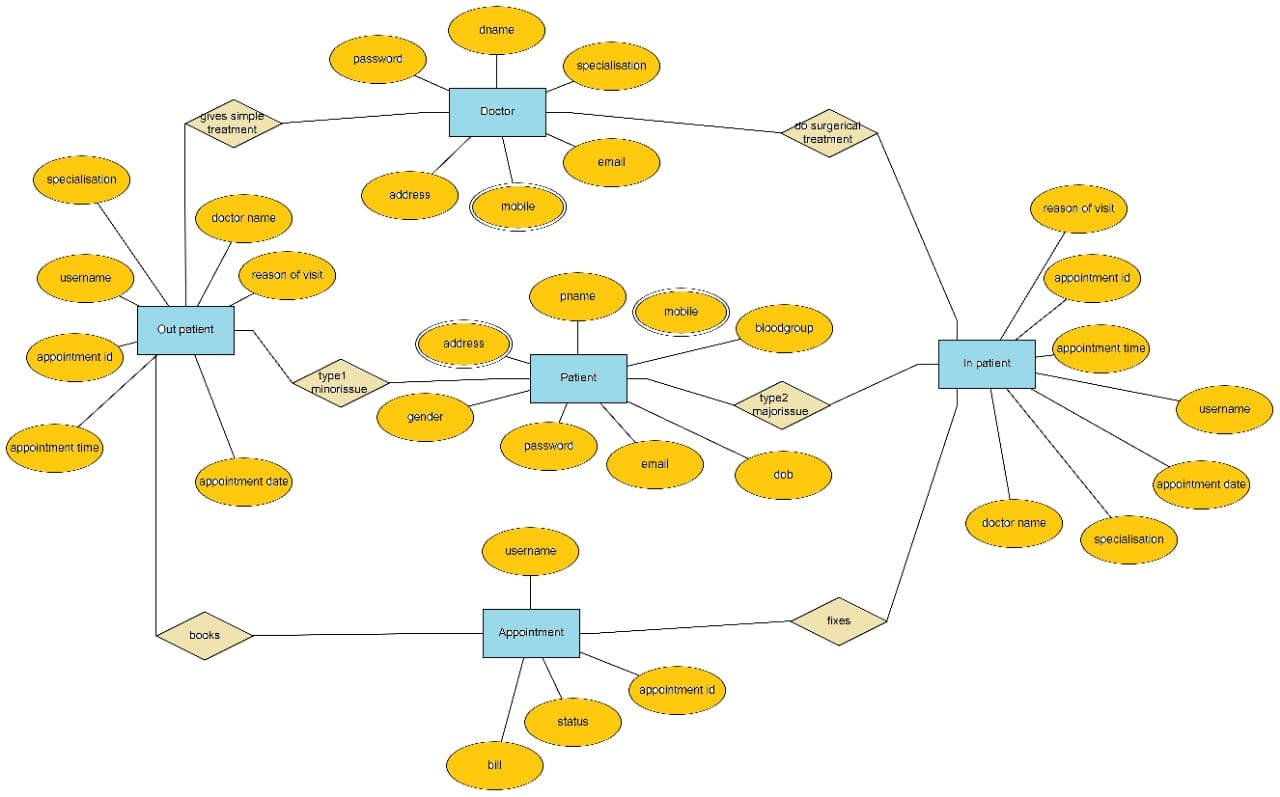 dname
password
specialisation
Doctor
gives simple
treatment
do surgerical
treatment
email
specialisation
address
mobile
reason of visit
doctor name
username
reason of visit
appointment id
pname
mobile
Out patient
bloodgroup
address
appointment id
appointment time
In patient
type1
minorissue
Patient
type2
majorissue
username
gender
password
appointment time
email
dob
appointment date
appointment date
doctor name
specialisation
username
books
Appointment
fixes
appointment id
status
bill